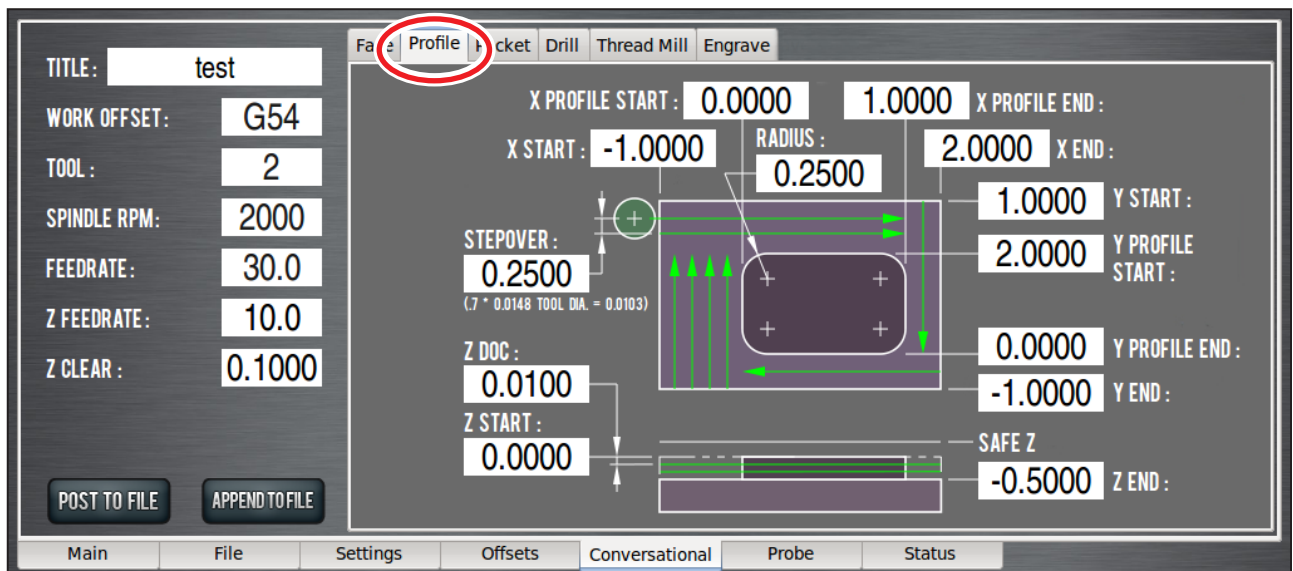 Face Profile Pocket Drill Thread Mill Engrave
TITLE : test
WORK OFFSET : G54
TOOL : 2
SPINDLE RPM: 2000
FEEDRATE : 30.0
Z FEEDRATE : 10.0
Z CLEAR : 0.1000
POST TO FILE APPEND TO FILE
X PROFILE START : 0.0000 1.0000 X PROFILE END :
X START : -1.0000
RADIUS :
0.2500
2.0000 X END :
1.0000 Y START :
2.0000 Y PROFILE
START :
STEPOVER :
0.2500
(.7 * 0.0148 TOOL DIA. = 0.0103)
0.0000 Y PROFILE END :
-1.0000 Y END :
Z DOC :
0.0100
Z START :
0.0000
SAFE Z
-0.5000 Z END :
Main File Settings Offsets Conversational Probe Status